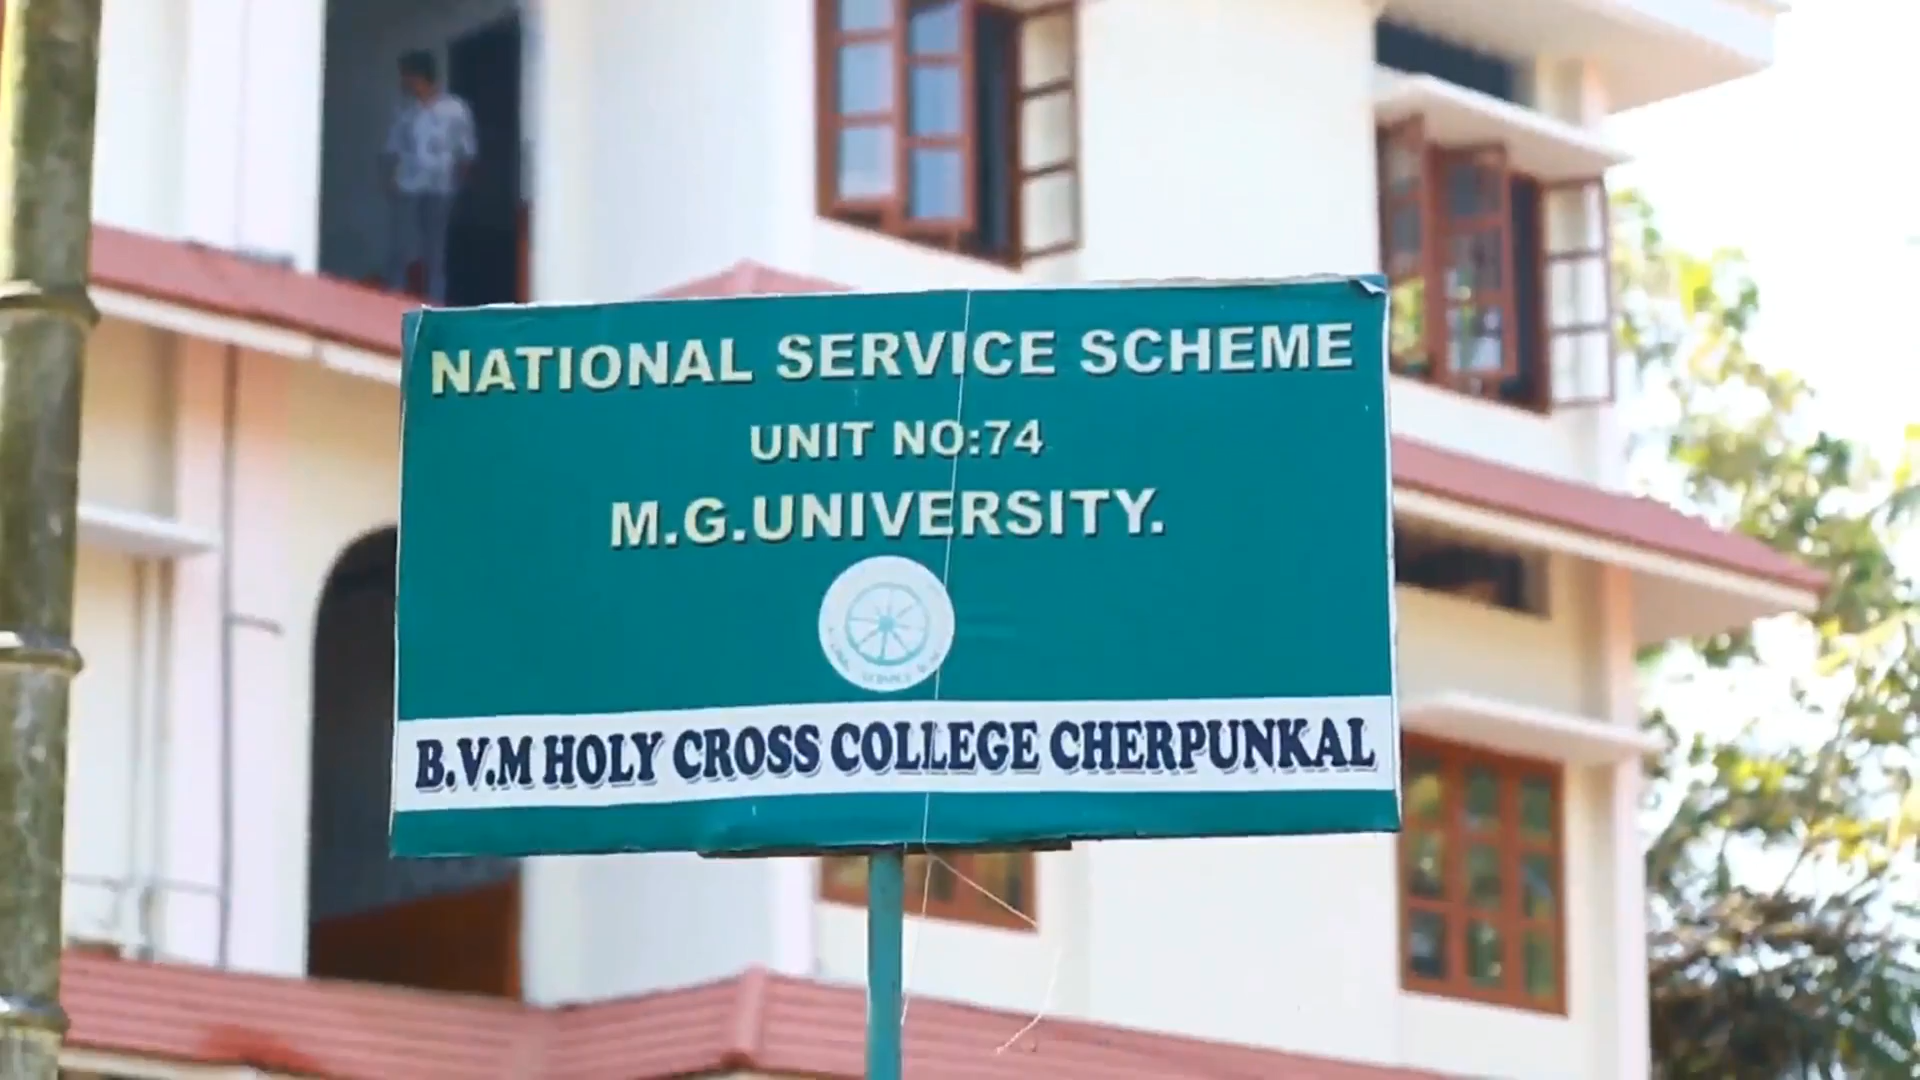 NATIONAL SERVICE SCHEME
UNIT NO:74
M.G.UNIVERSITY.
B.V.M HOLY CROSS COLLEGE CHERPUNKAL